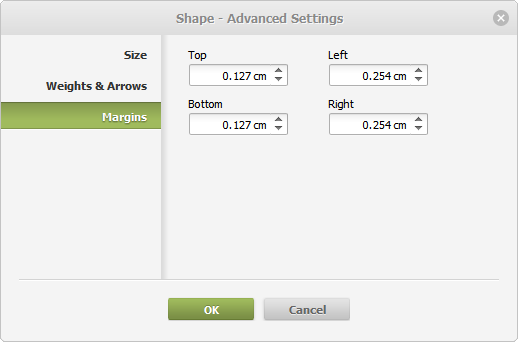 Shape - Advanced Settings
Size
Weights & Arrows
Margins
Top Left
0.127 cm 0.254 cm
Bottom Right
0.127 cm 0.254 cm
OK Cancel